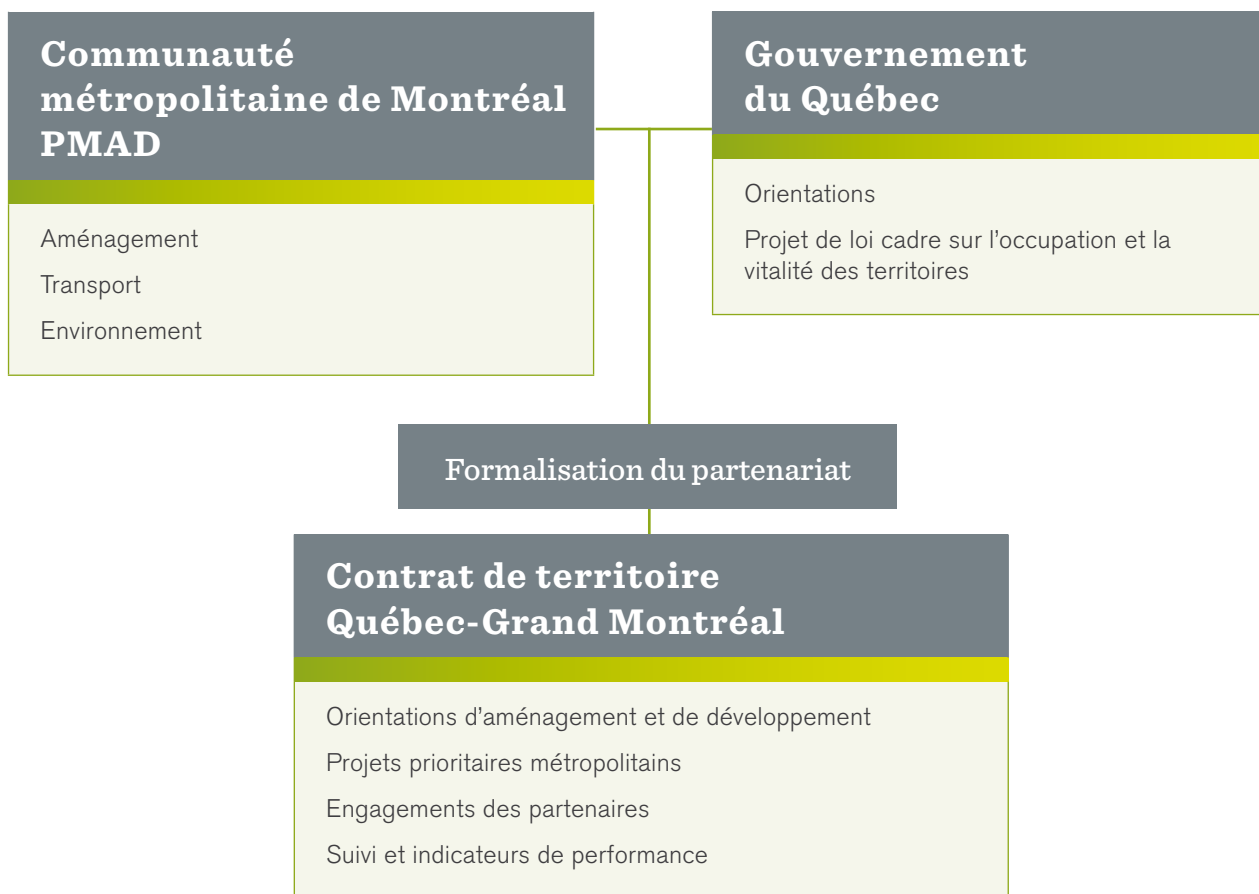 Communauté
métropolitaine de Montréal
PMAD
Aménagement
Transport
Environnement
Gouvernement
du Québec
Orientations
Projet de loi cadre sur l’occupation et la
vitalité des territoires
Formalisation du partenariat
Contrat de territoire
Québec-Grand Montréal
Orientations d’aménagement et de développement
Projets prioritaires métropolitains
Engagements des partenaires
Suivi et indicateurs de performance